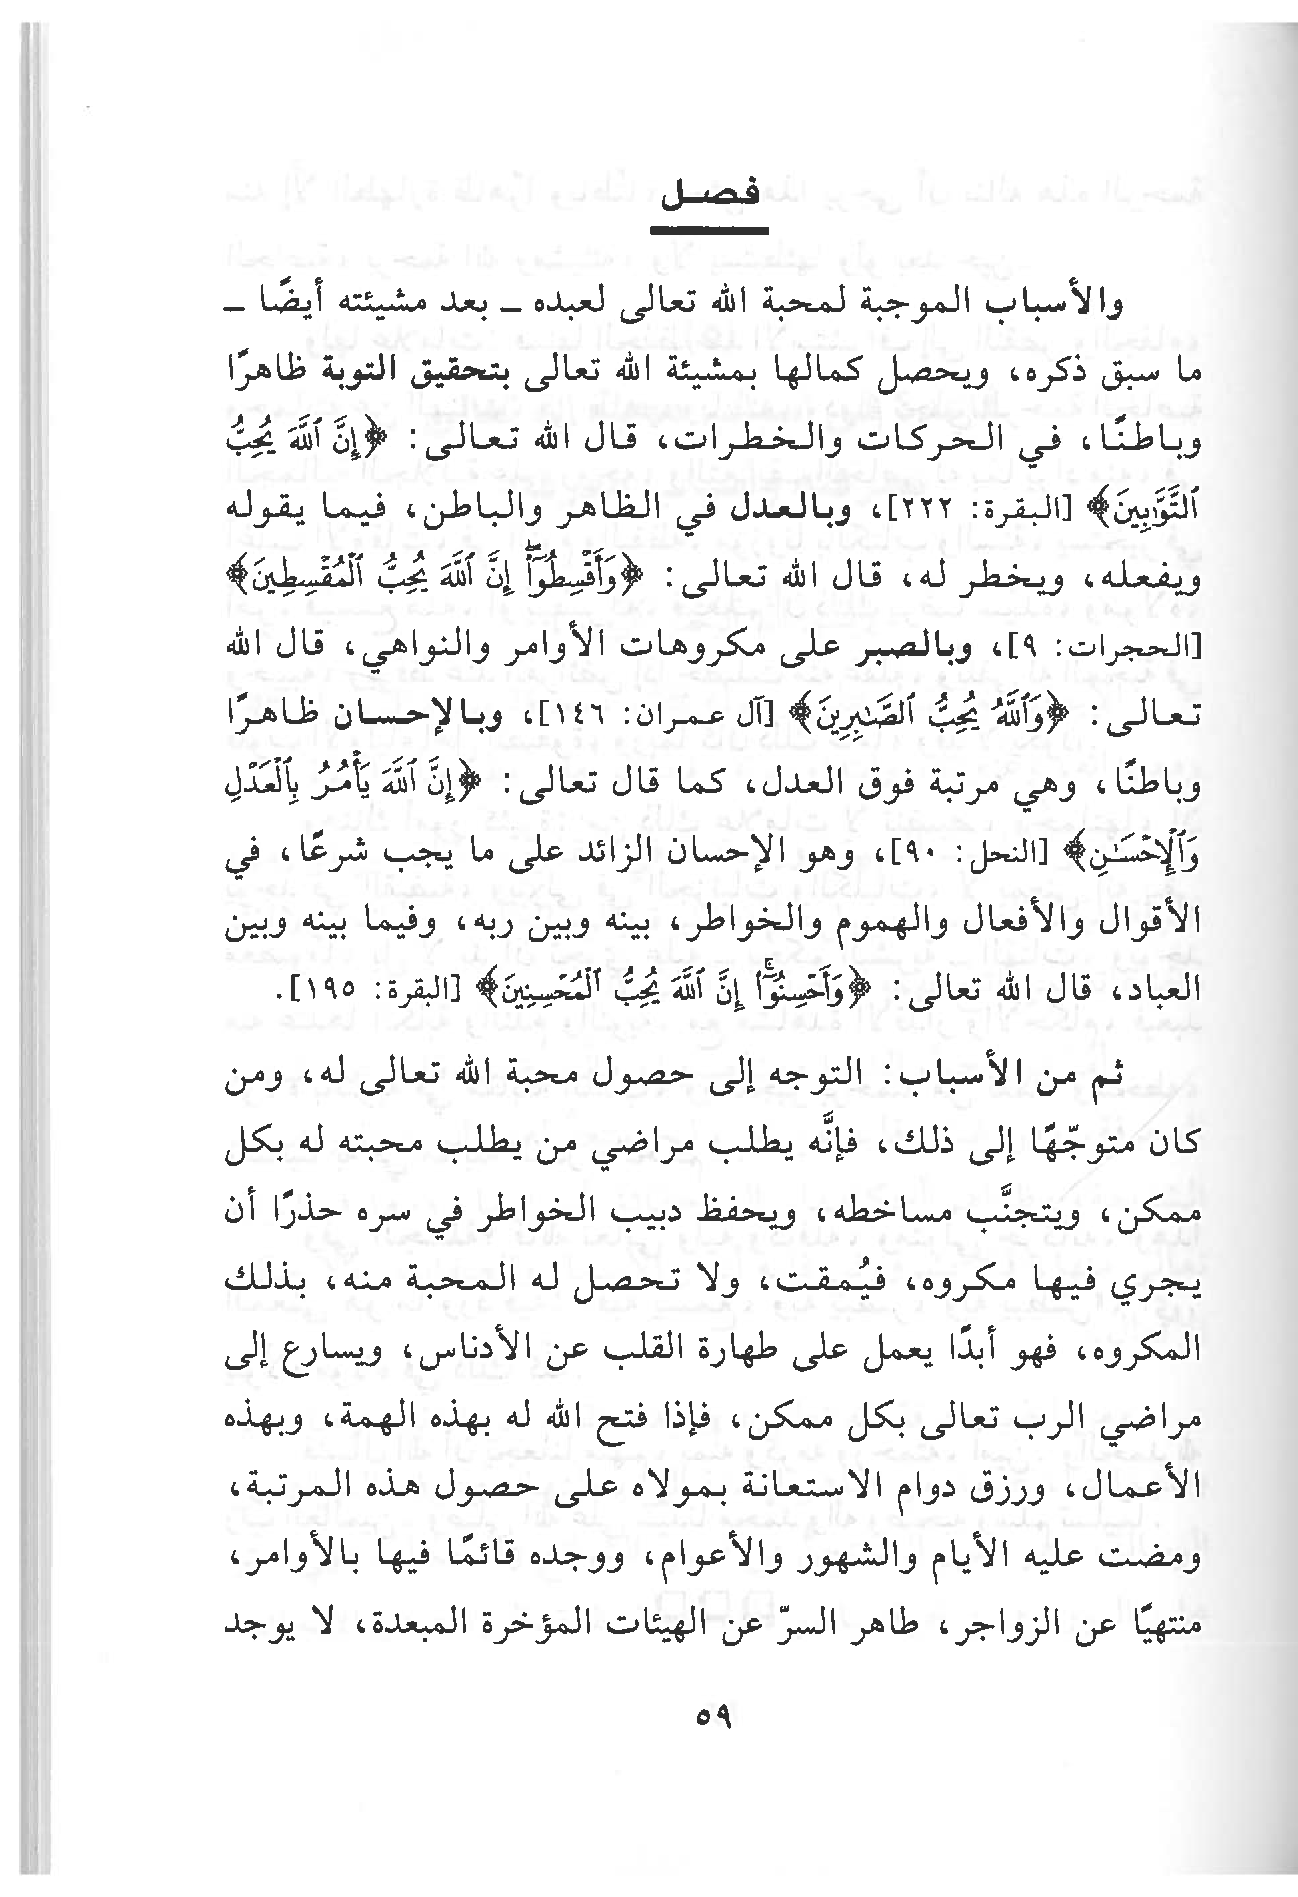 فصل
والأسباب الموجبة لمحبة الله تعالى لعبده ـ بعد مشيئته أيضًا ـ
ما سبق ذكره، ويحصل كمالها بمشيئة الله تعالى بتحقيق التوبة ظاهرًا
وباطنًا، في الحركات والخطرات، قال الله تعالى: ﴿إِنَّ ٱللَّهَ يُحِبُّ
ٱلتَّوَّٰبِينَ﴾ [البقرة: ٢٢٢]، وبالعدل في الظاهر والباطن، فيما يقوله
ويفعله، ويخطر له، قال الله تعالى: ﴿وَأَقْسِطُوٓا۟ ۖ إِنَّ ٱللَّهَ يُحِبُّ ٱلْمُقْسِطِينَ﴾
[الحجرات: ٩]، وبالصبر على مكروهات الأوامر والنواهي، قال الله
تعالى: ﴿وَٱللَّهُ يُحِبُّ ٱلصَّٰبِرِينَ﴾ [آل عمران: ١٤٦]، وبالإحسان ظاهرًا
وباطنًا، وهي مرتبة فوق العدل، كما قال تعالى: ﴿إِنَّ ٱللَّهَ يَأْمُرُ بِٱلْعَدْلِ
وَٱلْإِحْسَٰنِ﴾ [النحل: ٩٠]، وهو الإحسان الزائد على ما يجب شرعًا، في
الأقوال والأفعال والهموم والخواطر، بينه وبين ربه، وفيما بينه وبين
العباد، قال الله تعالى: ﴿وَأَحْسِنُوٓا۟ ۛ إِنَّ ٱللَّهَ يُحِبُّ ٱلْمُحْسِنِينَ﴾ [البقرة: ١٩٥].
ثم من الأسباب: التوجه إلى حصول محبة الله تعالى له، ومن
كان متوجّهًا إلى ذلك، فإنَّه يطلب مراضي من يطلب محبته له بكل
ممكن، ويتجنَّب مساخطه، ويحفظ دبيب الخواطر في سره حذرًا أن
يجري فيها مكروه، فيُمقت، ولا تحصل له المحبة منه، بذلك
المكروه، فهو أبدًا يعمل على طهارة القلب عن الأدناس، ويسارع إلى
مراضي الرب تعالى بكل ممكن، فإذا فتح الله له بهذه الهمة، وبهذه
الأعمال، ورزق دوام الاستعانة بمولاه على حصول هذه المرتبة،
ومضت عليه الأيام والشهور والأعوام، ووجده قائمًا فيها بالأوامر،
منتهيًا عن الزواجر، طاهر السرّ عن الهيئات المؤخرة المبعدة، لا يوجد
٥٩